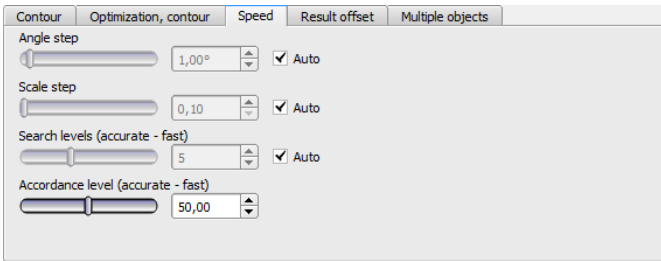 Contour Optimization, contour Speed Result offset Multiple objects
Angle step
1,00° Auto
Scale step
0,10 Auto
Search levels (accurate - fast)
5 Auto
Accordance level (accurate - fast)
50,00